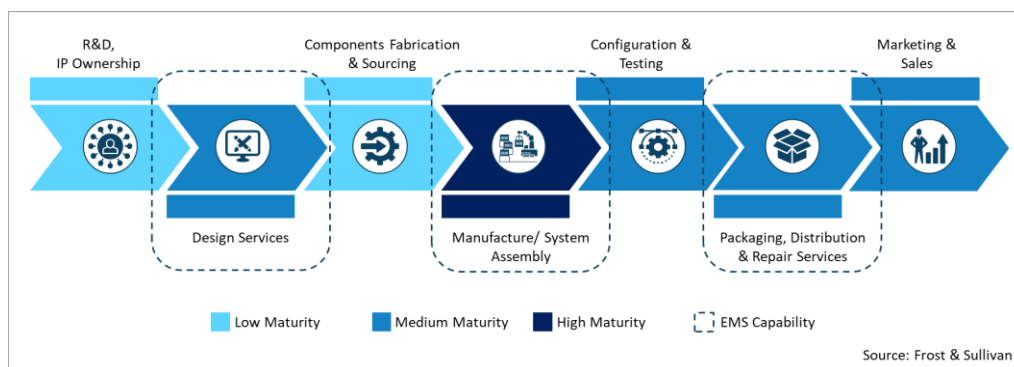 R&D,
IP Ownership
Components Fabrication
& Sourcing
Configuration &
Testing
Marketing &
Sales
Design Services
Manufacture/ System
Assembly
Packaging, Distribution
& Repair Services
Low Maturity
Medium Maturity
High Maturity
EMS Capability
Source: Frost & Sullivan